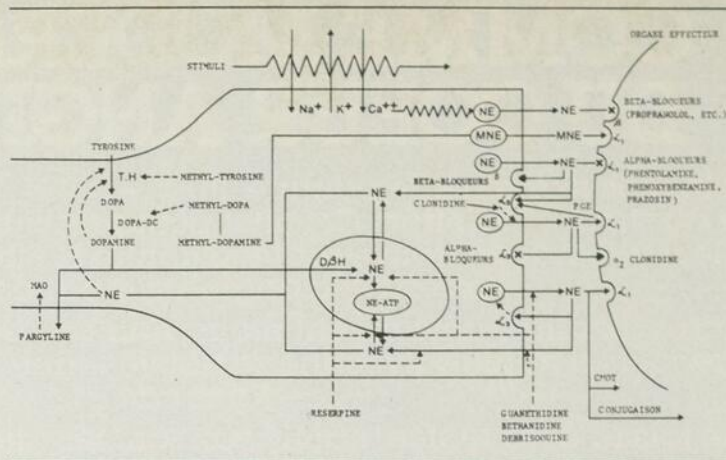 ORGANE EFFECTEUR
STIMULI
Na+ K+ Ca++
NE NE
BETA-BLOQUEURS
(PROPRANOLOL, ETC.)
MNE MNE
TYROSINE
NE NE
ALPHA-BLOQUEURS
(PHENTOLAMINE,
PHENOXYBENZAMINE,
PRAZOSIN)
T.H METHYL-TYROSINE
BETA-BLOQUEURS
NE
DOPA METHYL-DOPA
CLONIDINE
PGE
DOPA-DC
NE NE
DOPAMINE METHYL-DOPAMINE
ALPHA-
BLOQUEURS
α2 CLONIDINE
DβH
NE
MAO
NE
NE-ATP
NE NE
PARGYLINE
NE
CMOT
RESERPINE
GUANETHIDINE
BETHANIDINE
DEBRISOQUINE
CONJUGAISON